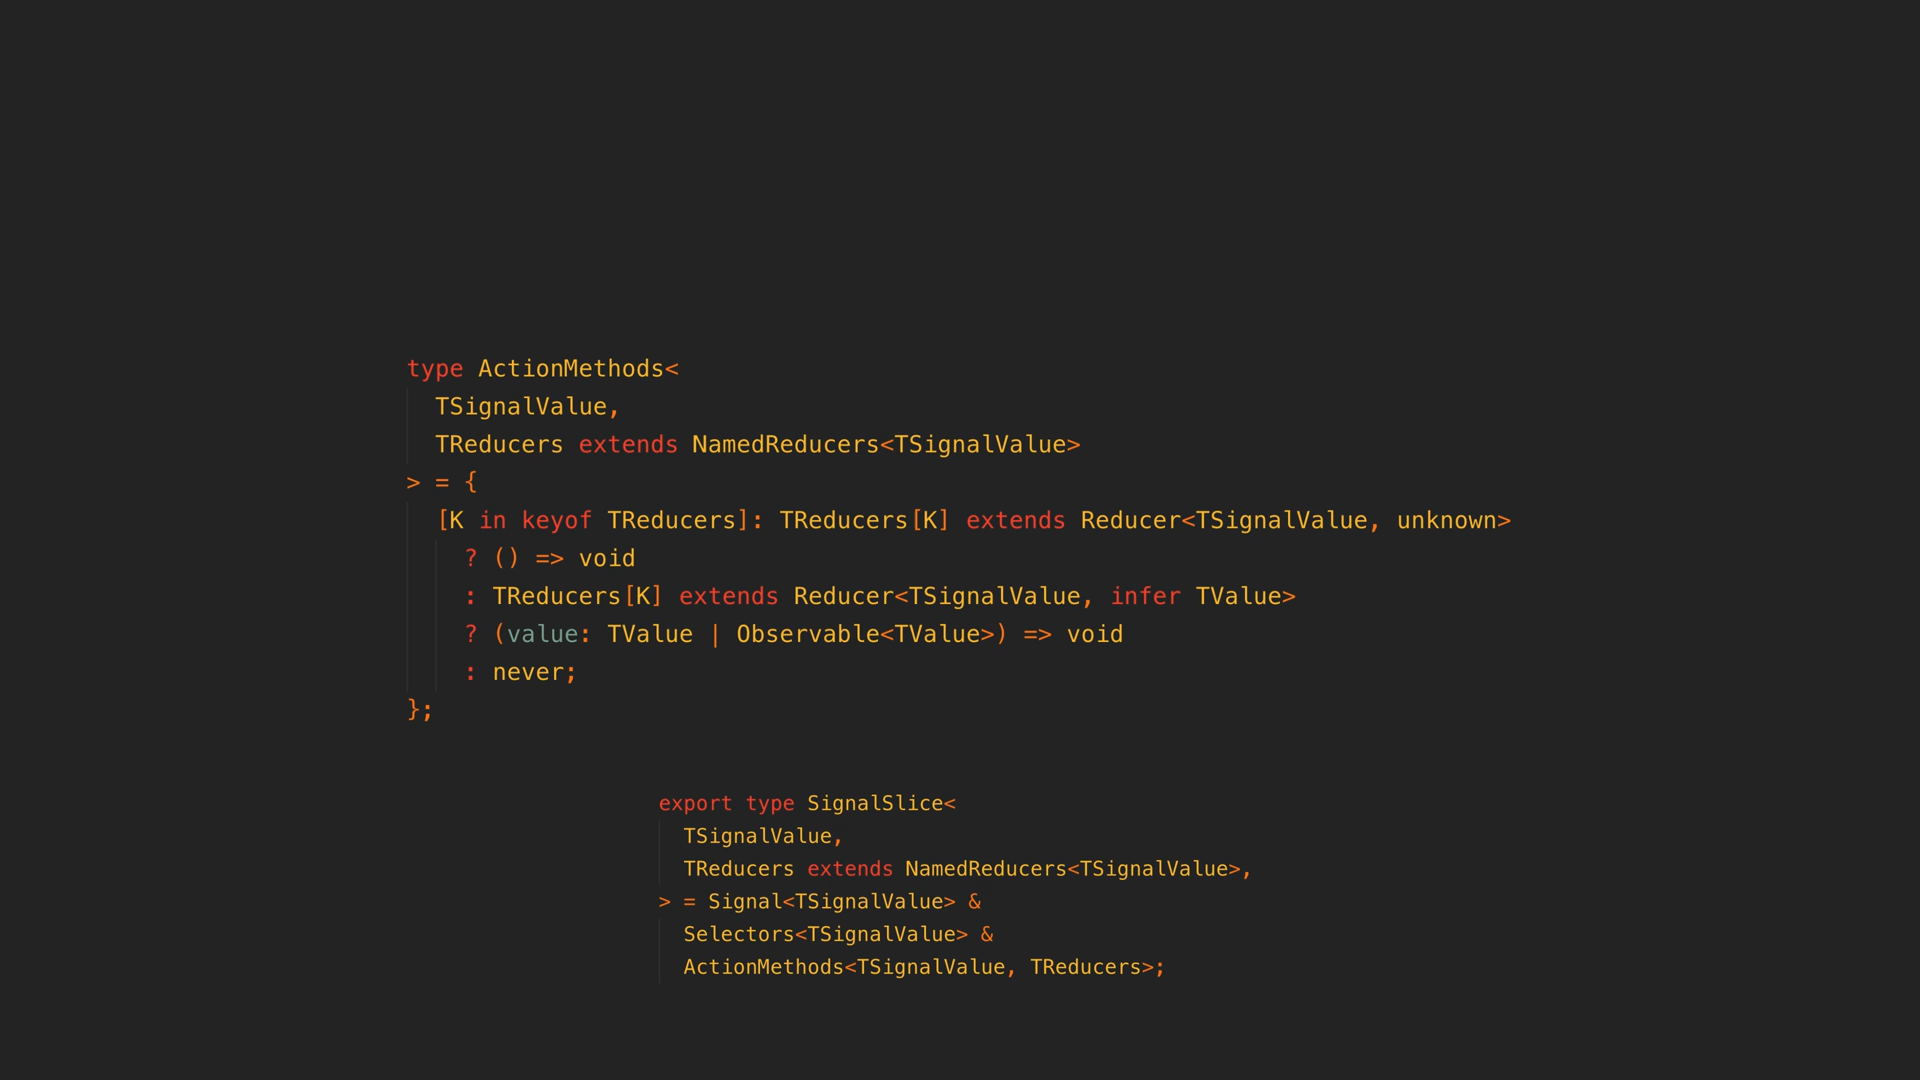 type ActionMethods<
  TSignalValue,
  TReducers extends NamedReducers<TSignalValue>
> = {
  [K in keyof TReducers]: TReducers[K] extends Reducer<TSignalValue, unknown>
    ? () => void
    : TReducers[K] extends Reducer<TSignalValue, infer TValue>
    ? (value: TValue | Observable<TValue>) => void
    : never;
};
export type SignalSlice<
  TSignalValue,
  TReducers extends NamedReducers<TSignalValue>,
> = Signal<TSignalValue> &
  Selectors<TSignalValue> &
  ActionMethods<TSignalValue, TReducers>;